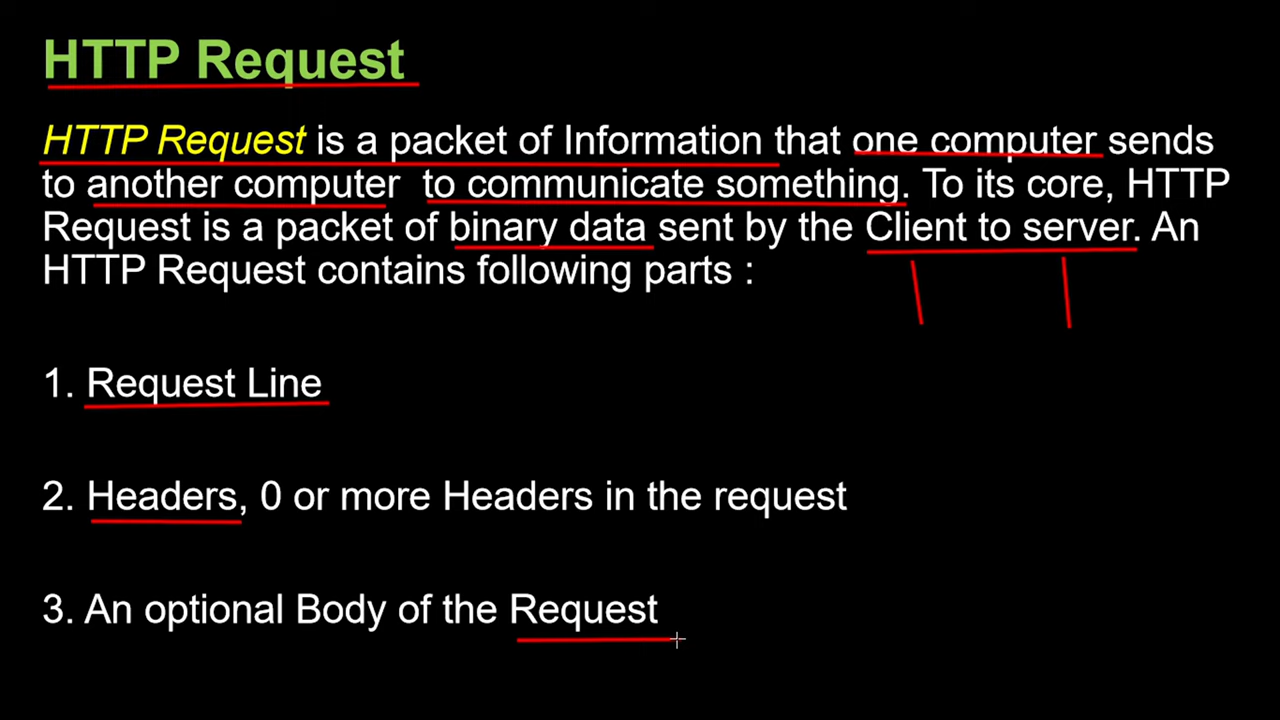 HTTP Request
HTTP Request is a packet of Information that one computer sends
to another computer to communicate something. To its core, HTTP
Request is a packet of binary data sent by the Client to server. An
HTTP Request contains following parts :
1. Request Line
2. Headers, 0 or more Headers in the request
3. An optional Body of the Request